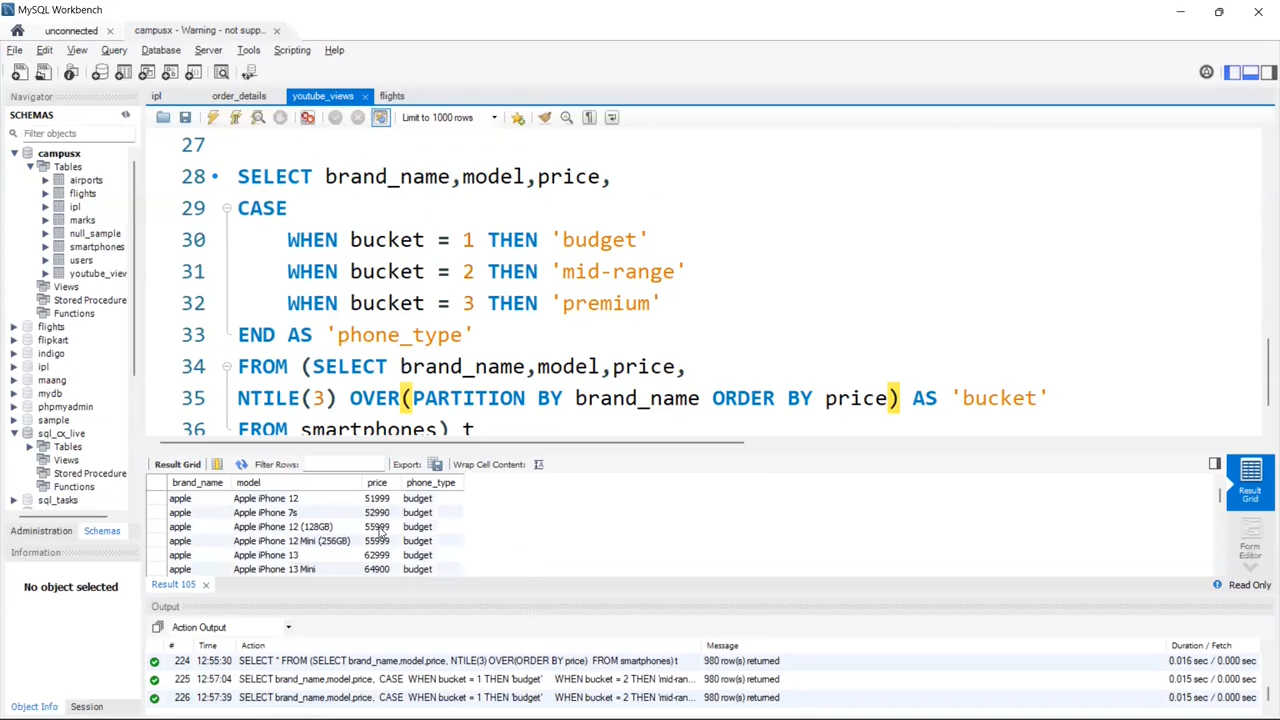 MySQL Workbench
unconnected
campusx - Warning - not supp...
File Edit View Query Database Server Tools Scripting Help
Navigator
SCHEMAS
Filter objects
campusx
Tables
airports
flights
ipl
marks
null_sample
smartphones
users
youtube_view
Views
Stored Procedure
Functions
flights
flipkart
indigo
ipl
maang
mydb
phpmyadmin
sample
sql_cx_live
Tables
Views
Stored Procedure
Functions
sql_tasks
Administration Schemas
Information
No object selected
Object Info Session
ipl order_details youtube_views flights
Limit to 1000 rows
27
28 SELECT brand_name,model,price,
29 CASE
30 WHEN bucket = 1 THEN 'budget'
31 WHEN bucket = 2 THEN 'mid-range'
32 WHEN bucket = 3 THEN 'premium'
33 END AS 'phone_type'
34 FROM (SELECT brand_name,model,price,
35 NTILE(3) OVER(PARTITION BY brand_name ORDER BY price) AS 'bucket'
36 FROM smartphones) t
Result Grid Filter Rows: Export: Wrap Cell Content:
brand_name model price phone_type
apple Apple iPhone 12 51999 budget
apple Apple iPhone 7s 52990 budget
apple Apple iPhone 12 (128GB) 55999 budget
apple Apple iPhone 12 Mini (256GB) 55999 budget
apple Apple iPhone 13 62999 budget
apple Apple iPhone 13 Mini 64900 budget
Result Grid
Form Editor
Result 105
Read Only
Output
Action Output
# Time Action Message Duration / Fetch
224 12:55:30 SELECT * FROM (SELECT brand_name,model,price, NTILE(3) OVER(ORDER BY price) FROM smartphones) t 980 row(s) returned 0.016 sec / 0.000 sec
225 12:57:04 SELECT brand_name,model,price, CASE WHEN bucket = 1 THEN 'budget' WHEN bucket = 2 THEN 'mid-ran... 980 row(s) returned 0.015 sec / 0.000 sec
226 12:57:39 SELECT brand_name,model,price, CASE WHEN bucket = 1 THEN 'budget' WHEN bucket = 2 THEN 'mid-ran... 980 row(s) returned 0.015 sec / 0.000 sec